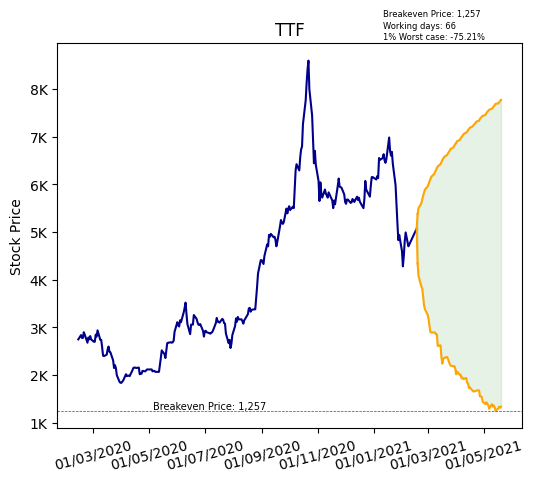 Breakeven Price: 1,257
Working days: 66
1% Worst case: -75.21%
TTF
Stock Price
8K
7K
6K
5K
4K
3K
2K
1K
Breakeven Price: 1,257
01/03/2020
01/05/2020
01/07/2020
01/09/2020
01/11/2020
01/01/2021
01/03/2021
01/05/2021